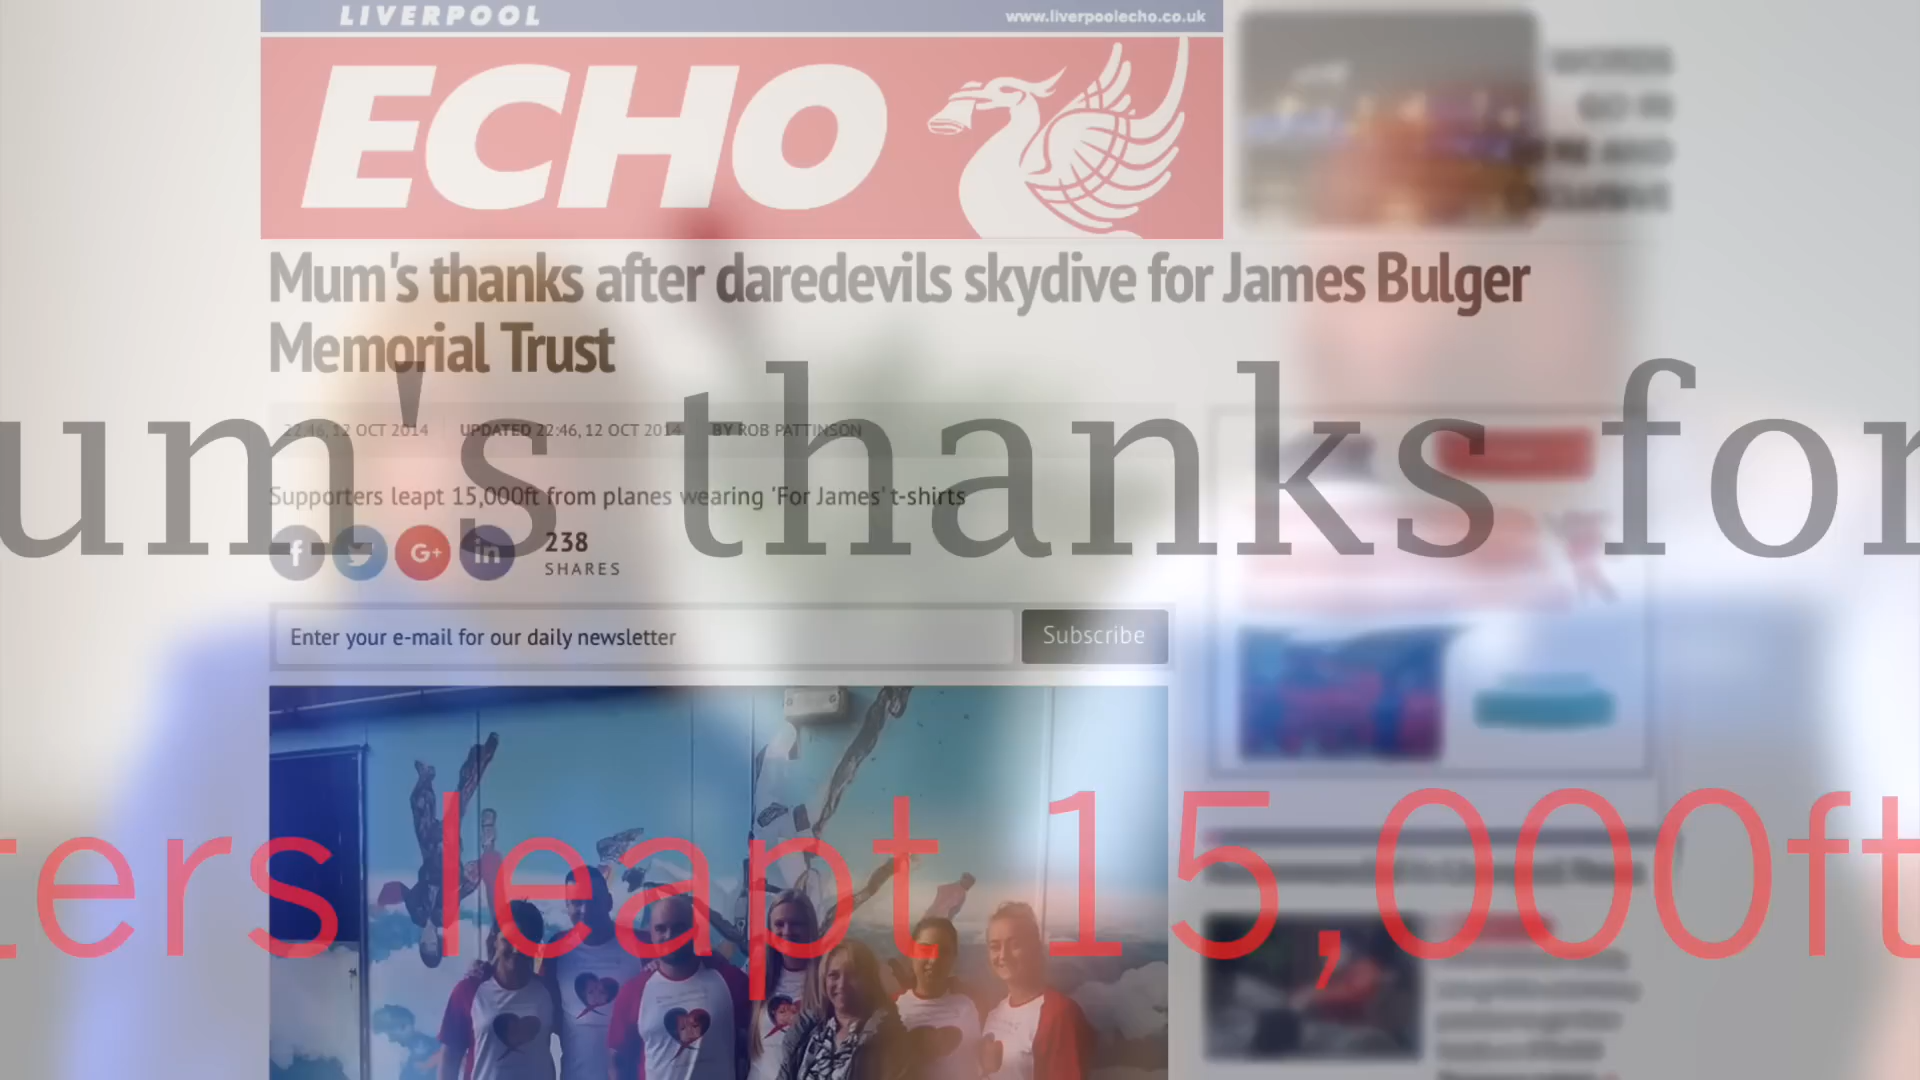 LIVERPOOL
www.liverpoolecho.co.uk
ECHO
Mum's thanks after daredevils skydive for James Bulger
Memorial Trust
um's thanks for
22:46, 12 OCT 2014 UPDATED 22:46, 12 OCT 2014 BY ROB PATTINSON
Supporters leapt 15,000ft from planes wearing 'For James' t-shirts
f G+ in 238
SHARES
Enter your e-mail for our daily newsletter Subscribe
ters leapt 15,000ft